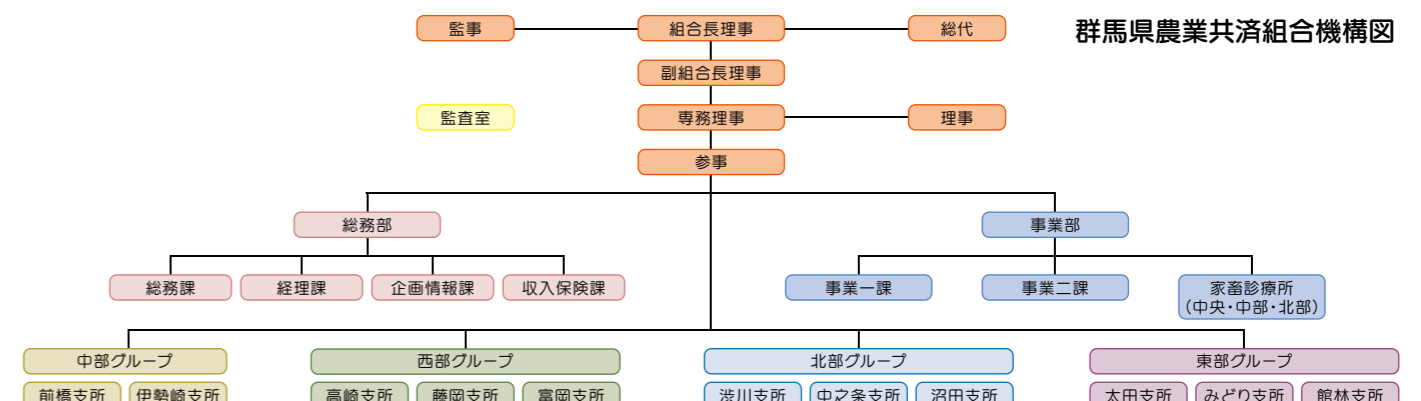 監事
組合長理事
総代
群馬県農業共済組合機構図
副組合長理事
監査室
専務理事
理事
参事
総務部
事業部
総務課
経理課
企画情報課
収入保険課
事業一課
事業二課
家畜診療所
(中央・中部・北部)
中部グループ
西部グループ
北部グループ
東部グループ
前橋支所
伊勢崎支所
高崎支所
藤岡支所
富岡支所
渋川支所
中之条支所
沼田支所
太田支所
みどり支所
館林支所